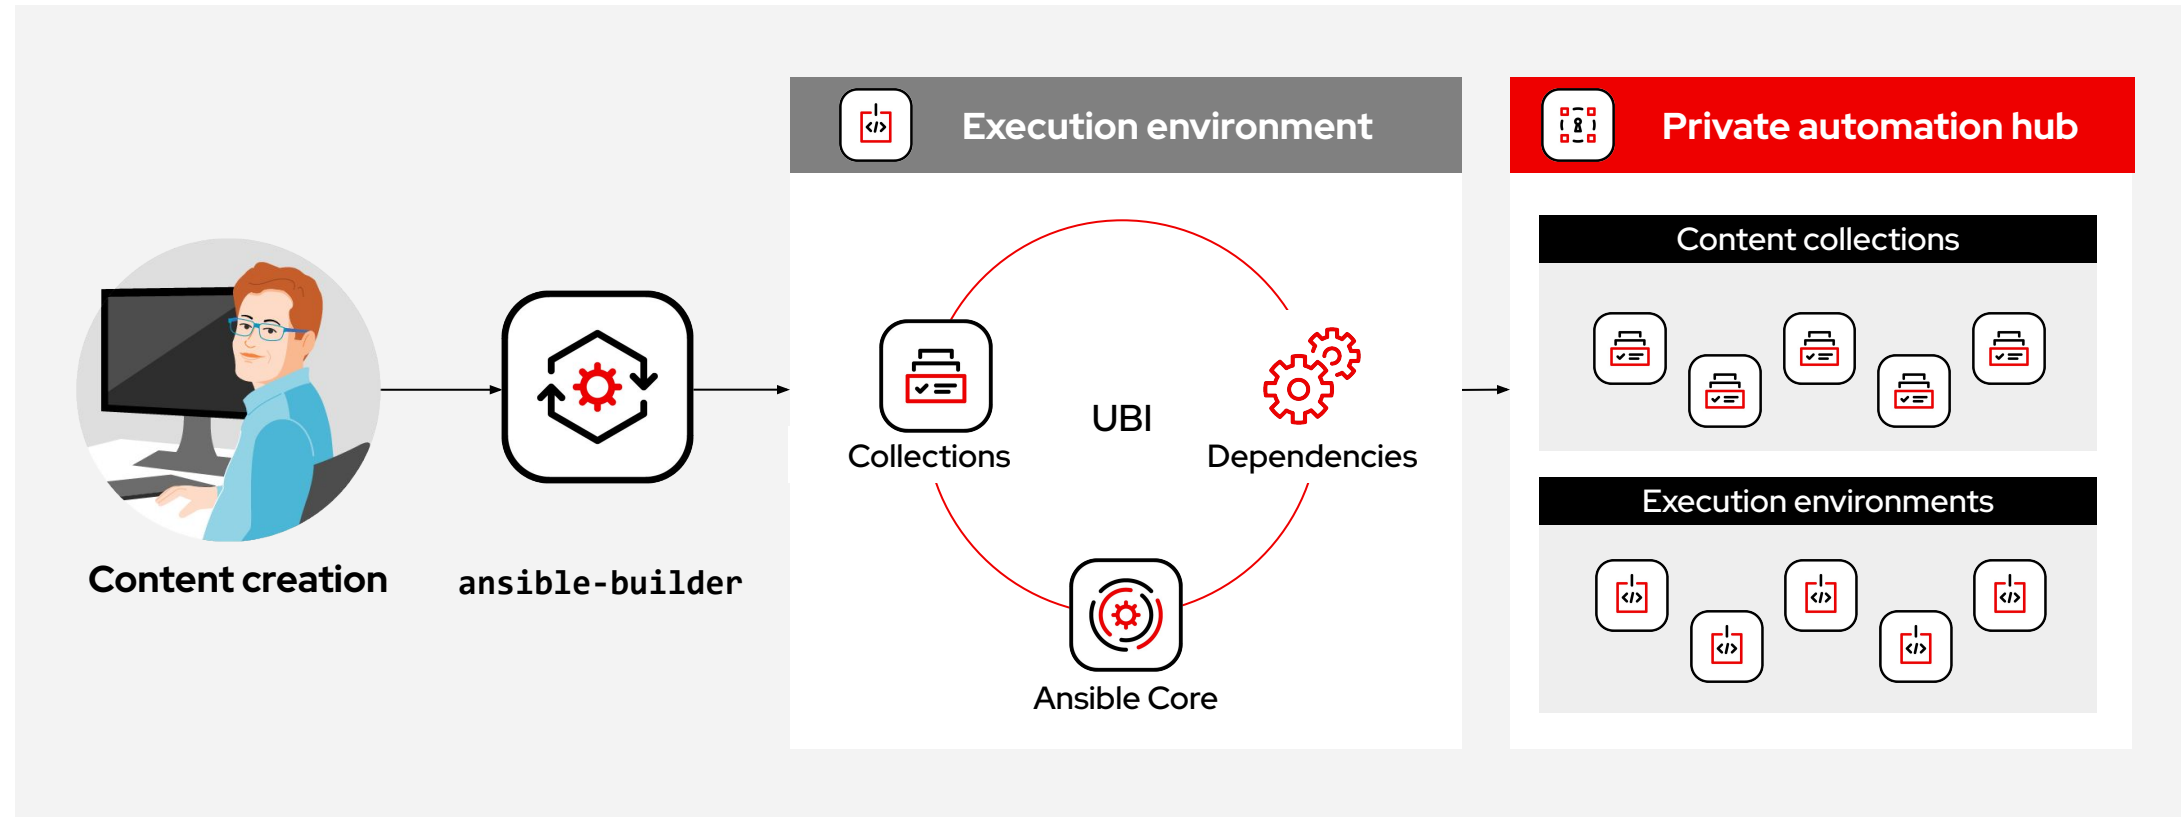 Execution environment
Private automation hub
Content collections
UBI
Collections
Dependencies
Execution environments
Content creation
ansible-builder
Ansible Core